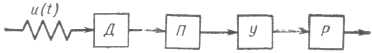 u(t)
Д П У Р